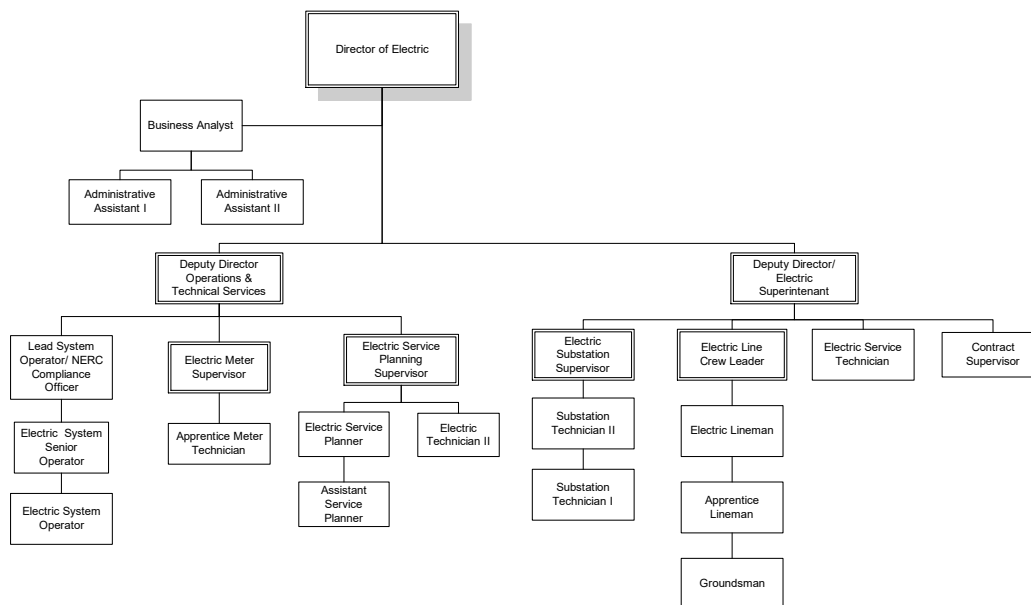 Director of Electric
Business Analyst
Administrative
Assistant I
Administrative
Assistant II
Deputy Director
Operations &
Technical Services
Deputy Director/
Electric
Superintenant
Lead System
Operator/ NERC
Compliance
Officer
Electric Meter
Supervisor
Electric Service
Planning
Supervisor
Electric
Substation
Supervisor
Electric Line
Crew Leader
Electric Service
Technician
Contract
Supervisor
Electric System
Senior
Operator
Apprentice Meter
Technician
Electric Service
Planner
Electric
Technician II
Substation
Technician II
Electric Lineman
Electric System
Operator
Assistant
Service
Planner
Substation
Technician I
Apprentice
Lineman
Groundsman